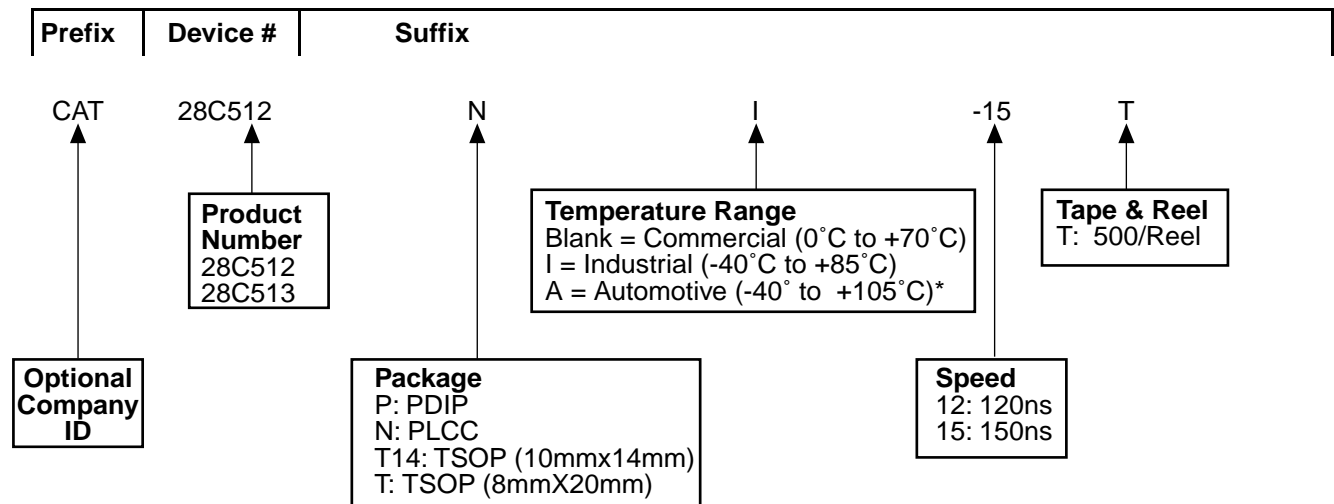 Prefix Device # Suffix
CAT 28C512 N I -15 T
Product
Number
28C512
28C513
Temperature Range
Blank = Commercial (0˚C to +70˚C)
I = Industrial (-40˚C to +85˚C)
A = Automotive (-40˚ to +105˚C)*
Tape & Reel
T: 500/Reel
Optional
Company
ID
Package
P: PDIP
N: PLCC
T14: TSOP (10mmx14mm)
T: TSOP (8mmX20mm)
Speed
12: 120ns
15: 150ns